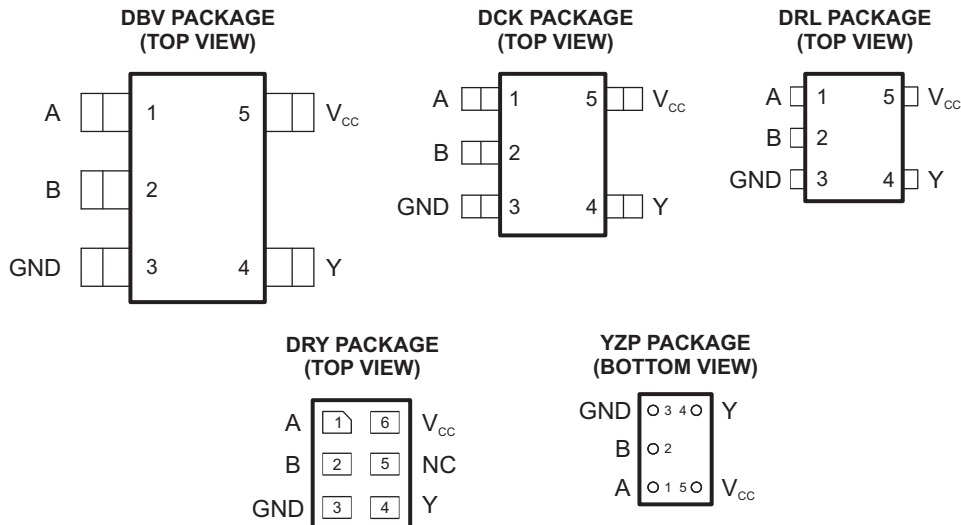 DBV PACKAGE
(TOP VIEW)
A 1 5 VCC
B 2
GND 3 4 Y
DCK PACKAGE
(TOP VIEW)
A 1 5 VCC
B 2
GND 3 4 Y
DRL PACKAGE
(TOP VIEW)
A 1 5 VCC
B 2
GND 3 4 Y
DRY PACKAGE
(TOP VIEW)
A 1 6 VCC
B 2 5 NC
GND 3 4 Y
YZP PACKAGE
(BOTTOM VIEW)
GND 3 4 Y
B 2
A 1 5 VCC